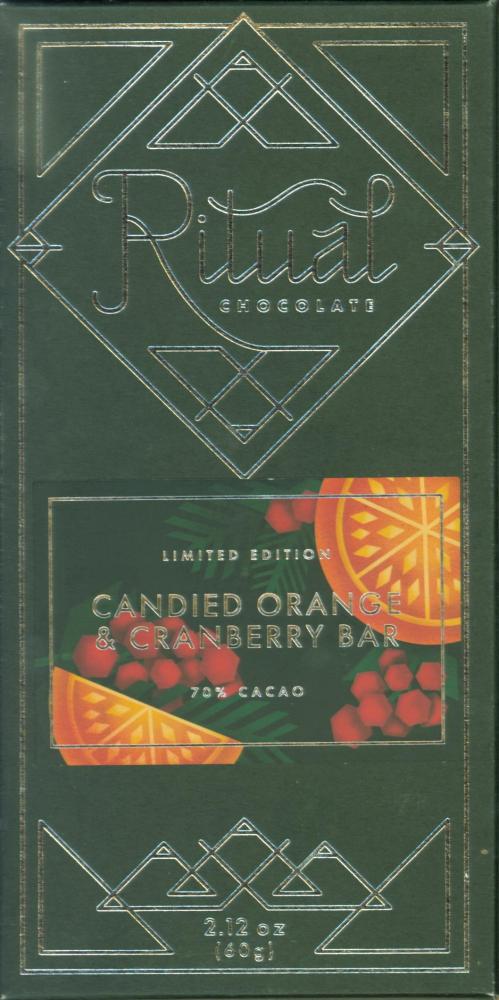 Ritual
CHOCOLATE
LIMITED EDITION
CANDIED ORANGE
& CRANBERRY BAR
70% CACAO
2.12 oz
(60g)